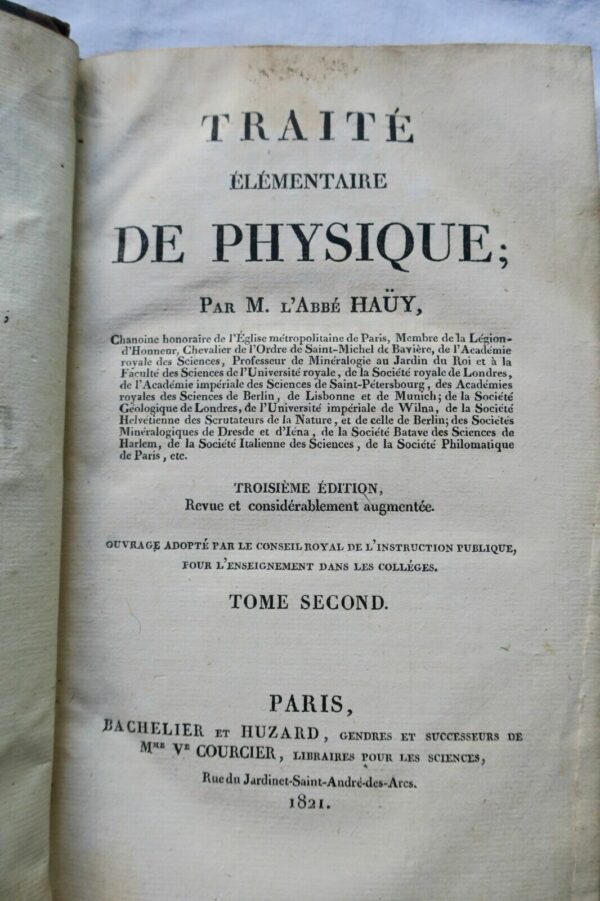 ;
TRAITÉ
ÉLÉMENTAIRE
DE PHYSIQUE;
PAR M. L'ABBÉ HAÜY,
Chanoine honoraire de l'Église métropolitaine de Paris, Membre de la Légion-
d'Honneur, Chevalier de l'Ordre de Saint-Michel de Bavière, de l'Académie
royale des Sciences, Professeur de Minéralogie au Jardin du Roi et à la
Faculté des Sciences de l'Université royale, de la Société royale de Londres,
de l'Académie impériale des Sciences de Saint-Pétersbourg, des Académies
royales des Sciences de Berlin, de Lisbonne et de Munich; de la Société
Géologique de Londres, de l'Université impériale de Wilna, de la Société
Helvétienne des Scrutateurs de la Nature, et de celle de Berlin; des Sociétés
Minéralogiques de Dresde et d'Iéna, de la Société Batave des Sciences de
Harlem, de la Société Italienne des Sciences, de la Société Philomatique
de Paris, etc.
TROISIÈME ÉDITION,
Revue et considérablement augmentée.
OUVRAGE ADOPTÉ PAR LE CONSEIL ROYAL DE L'INSTRUCTION PUBLIQUE,
POUR L'ENSEIGNEMENT DANS LES COLLÉGES.
TOME SECOND.
PARIS,
BACHELIER ET HUZARD, GENDRES ET SUCCESSEURS DE
MME VE COURCIER, LIBRAIRES POUR LES SCIENCES,
Rue du Jardinet-Saint-André-des-Arcs.
1821.